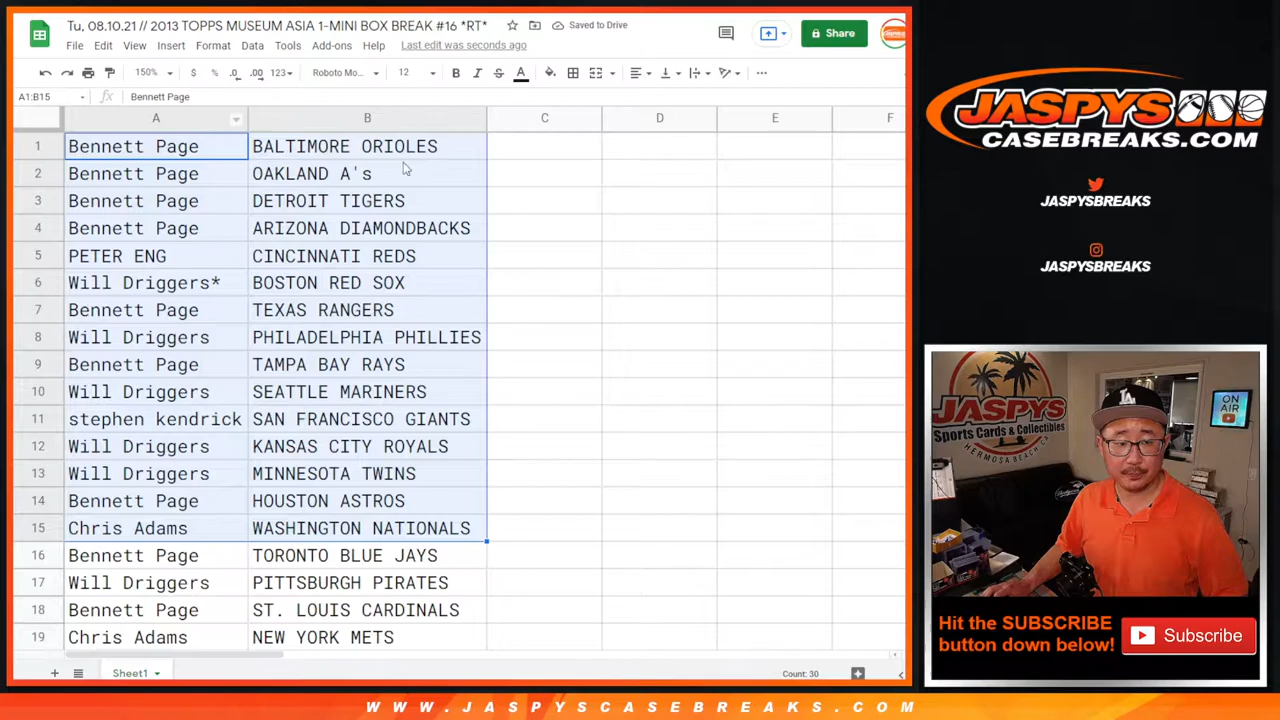 Tu, 08.10.21 // 2013 TOPPS MUSEUM ASIA 1-MINI BOX BREAK #16 *RT*
Saved to Drive
File Edit View Insert Format Data Tools Add-ons Help Last edit was seconds ago
Share
150% $ % .0 .00 123 Roboto Mo... 12 B I S A
A1:B15 fx Bennett Page
A B C D E F
1 Bennett Page BALTIMORE ORIOLES
2 Bennett Page OAKLAND A's
3 Bennett Page DETROIT TIGERS
4 Bennett Page ARIZONA DIAMONDBACKS
5 PETER ENG CINCINNATI REDS
6 Will Driggers* BOSTON RED SOX
7 Bennett Page TEXAS RANGERS
8 Will Driggers PHILADELPHIA PHILLIES
9 Bennett Page TAMPA BAY RAYS
10 Will Driggers SEATTLE MARINERS
11 stephen kendrick SAN FRANCISCO GIANTS
12 Will Driggers KANSAS CITY ROYALS
13 Will Driggers MINNESOTA TWINS
14 Bennett Page HOUSTON ASTROS
15 Chris Adams WASHINGTON NATIONALS
16 Bennett Page TORONTO BLUE JAYS
17 Will Driggers PITTSBURGH PIRATES
18 Bennett Page ST. LOUIS CARDINALS
19 Chris Adams NEW YORK METS
Sheet1
Count: 30
JASPYS
CASEBREAKS.COM
JASPYSBREAKS
JASPYSBREAKS
JASPYS
Sports Cards & Collectibles
HERMOSA BEACH, CA
LA
ON AIR
Hit the SUBSCRIBE
button down below!
Subscribe
WWW.JASPYSCASEBREAKS.COM